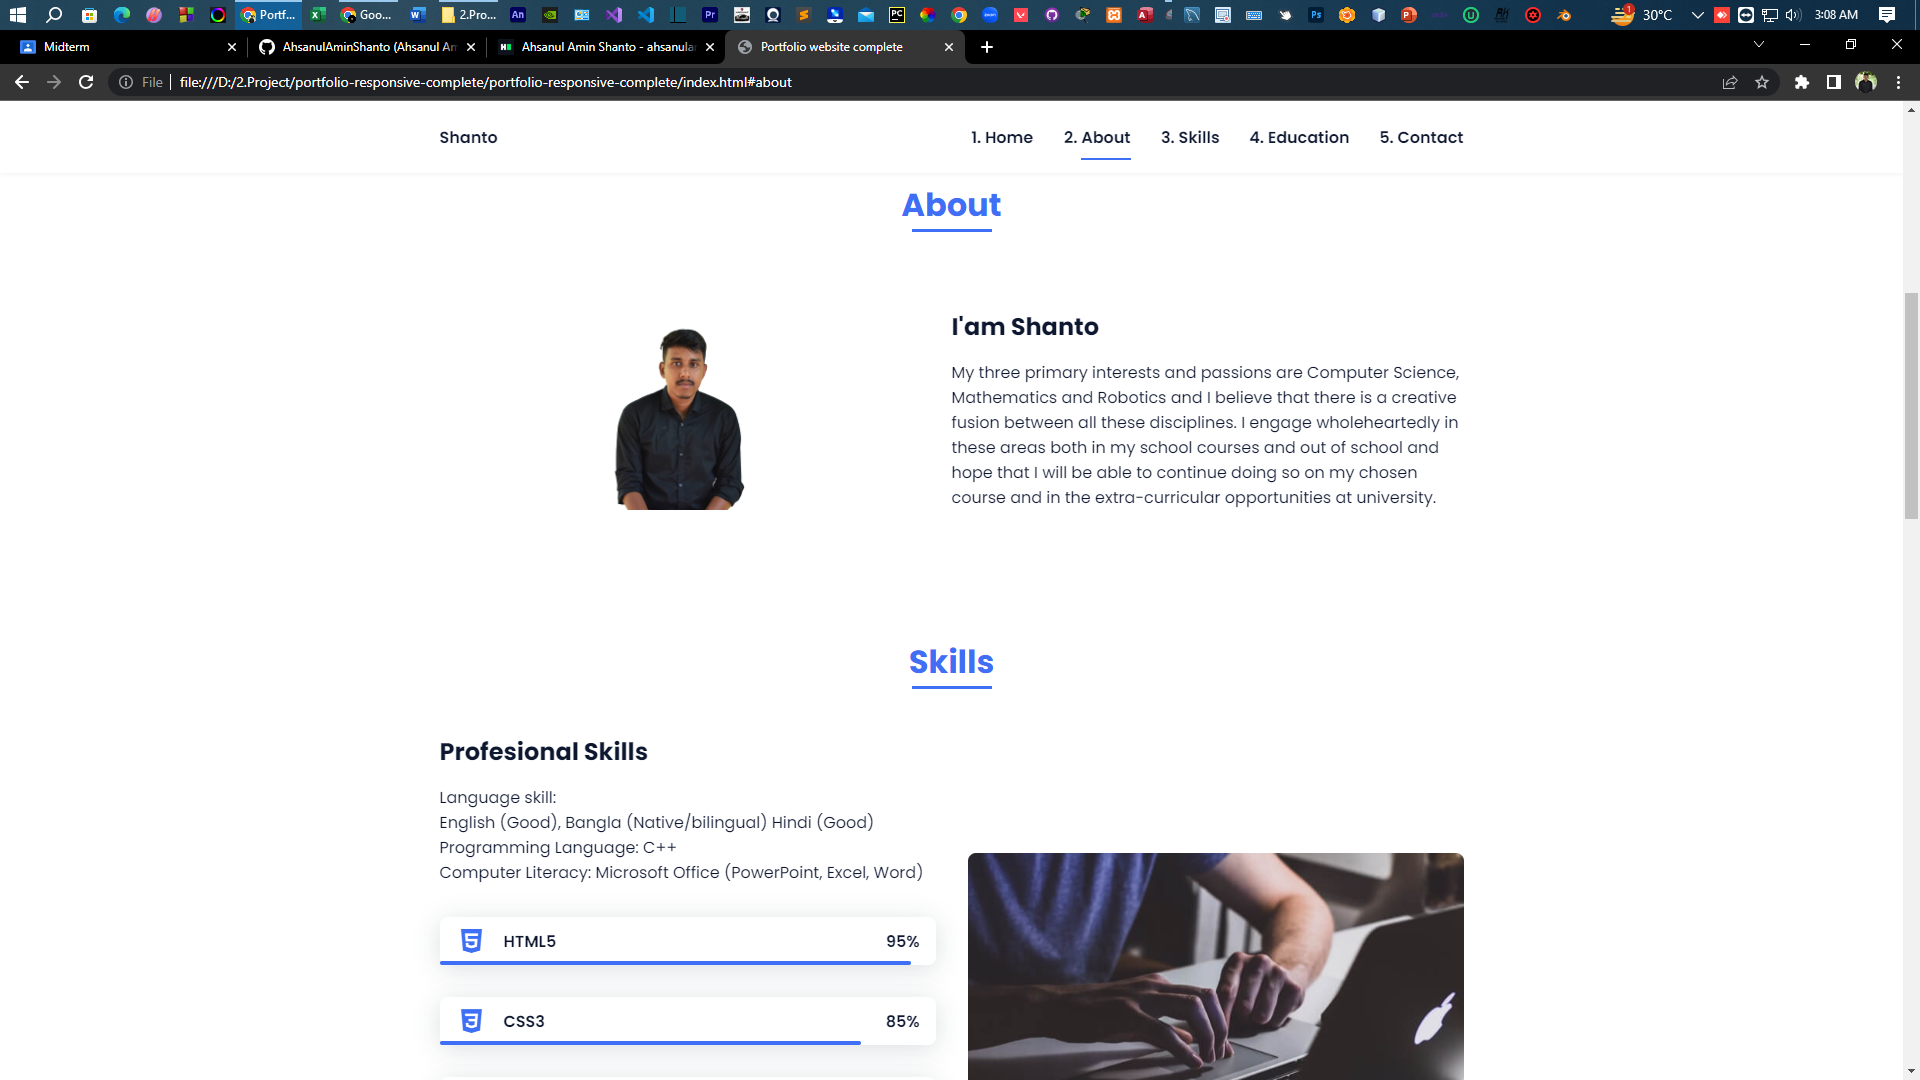 Portf...
Goo...
2.Pro...
30°C
3:08 AM
Midterm
AhsanulAminShanto (Ahsanul Am
Ahsanul Amin Shanto - ahsanular
Portfolio website complete
File
file:///D:/2.Project/portfolio-responsive-complete/portfolio-responsive-complete/index.html#about
Shanto
1. Home
2. About
3. Skills
4. Education
5. Contact
About
I'am Shanto
My three primary interests and passions are Computer Science,
Mathematics and Robotics and I believe that there is a creative
fusion between all these disciplines. I engage wholeheartedly in
these areas both in my school courses and out of school and
hope that I will be able to continue doing so on my chosen
course and in the extra-curricular opportunities at university.
Skills
Profesional Skills
Language skill:
English (Good), Bangla (Native/bilingual) Hindi (Good)
Programming Language: C++
Computer Literacy: Microsoft Office (PowerPoint, Excel, Word)
HTML5
95%
CSS3
85%